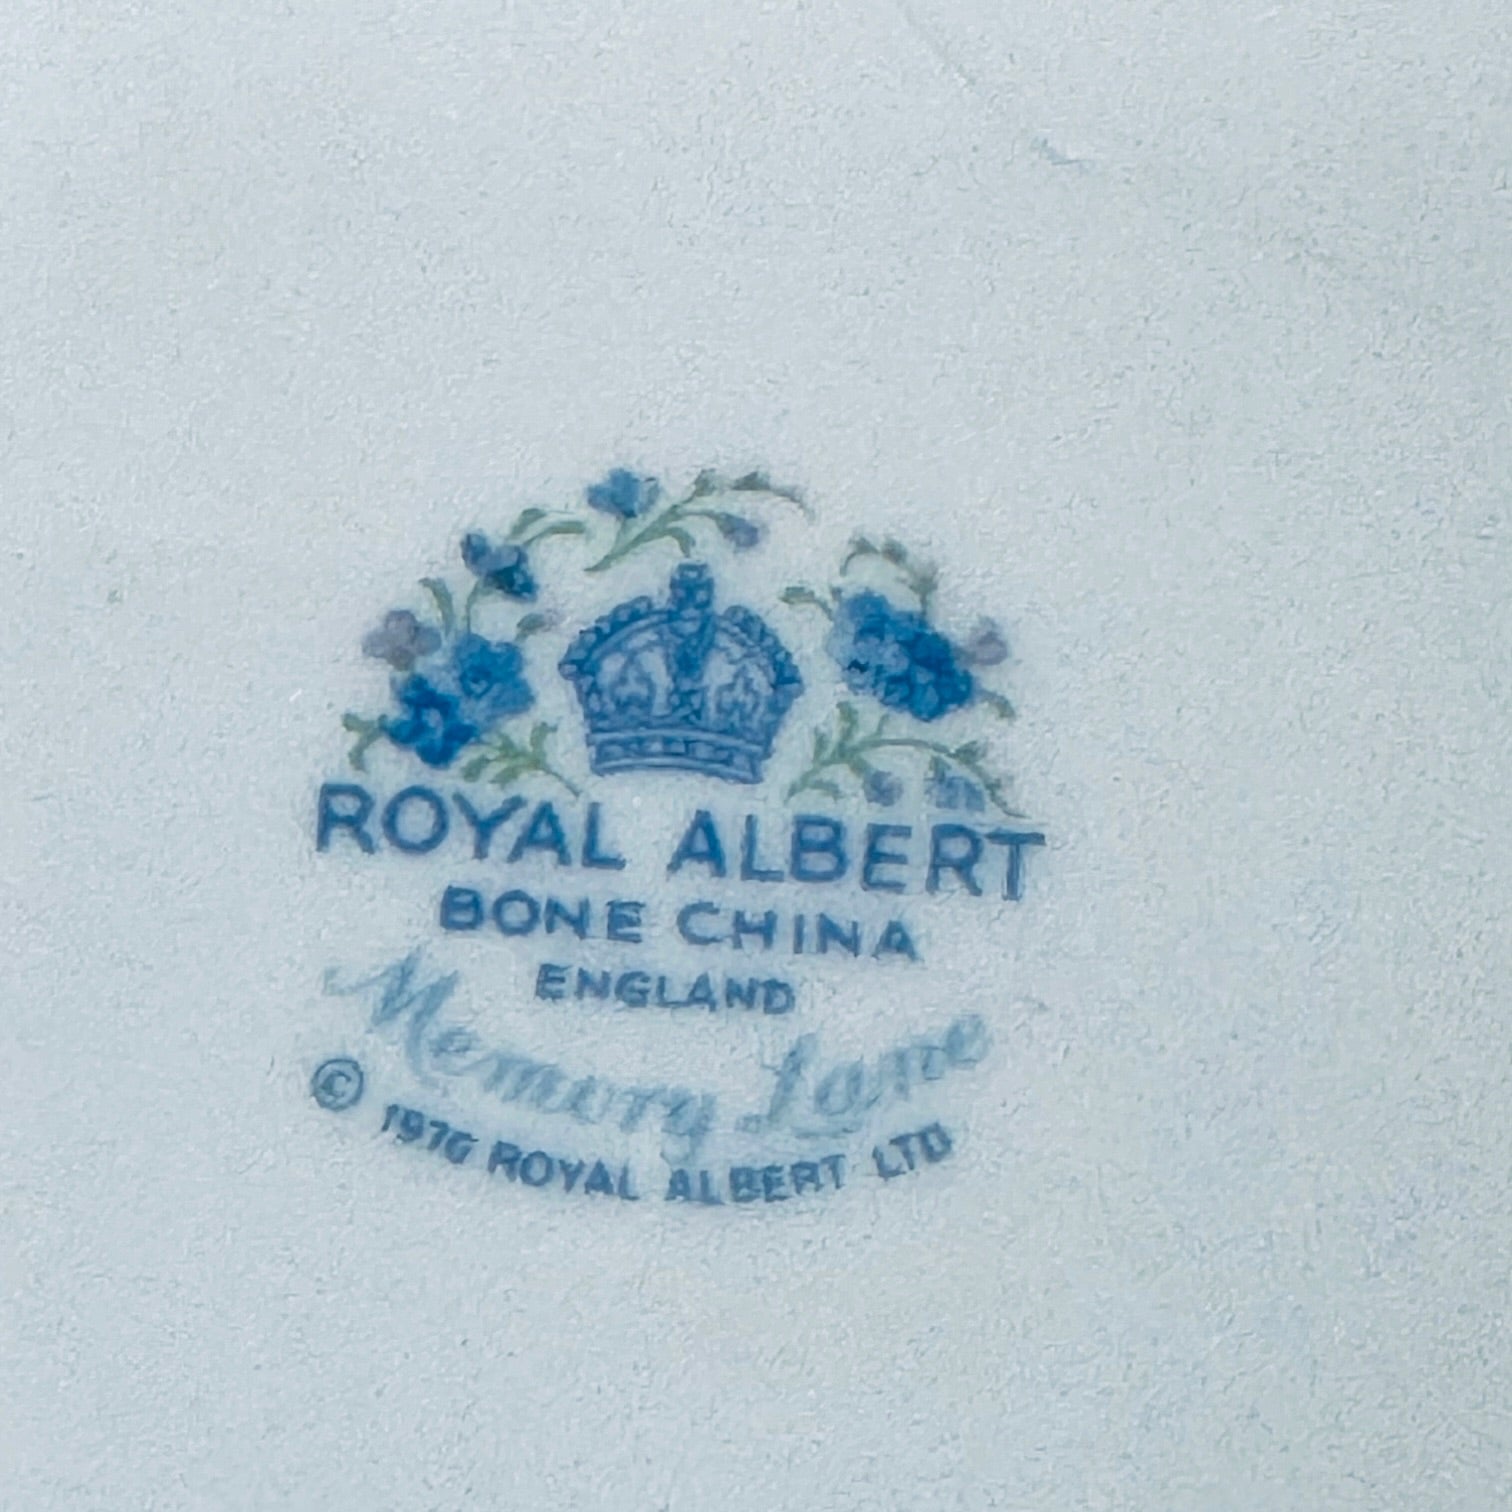 ROYAL ALBERT
BONE CHINA
ENGLAND
Memory Lane
© 1976 ROYAL ALBERT LTD